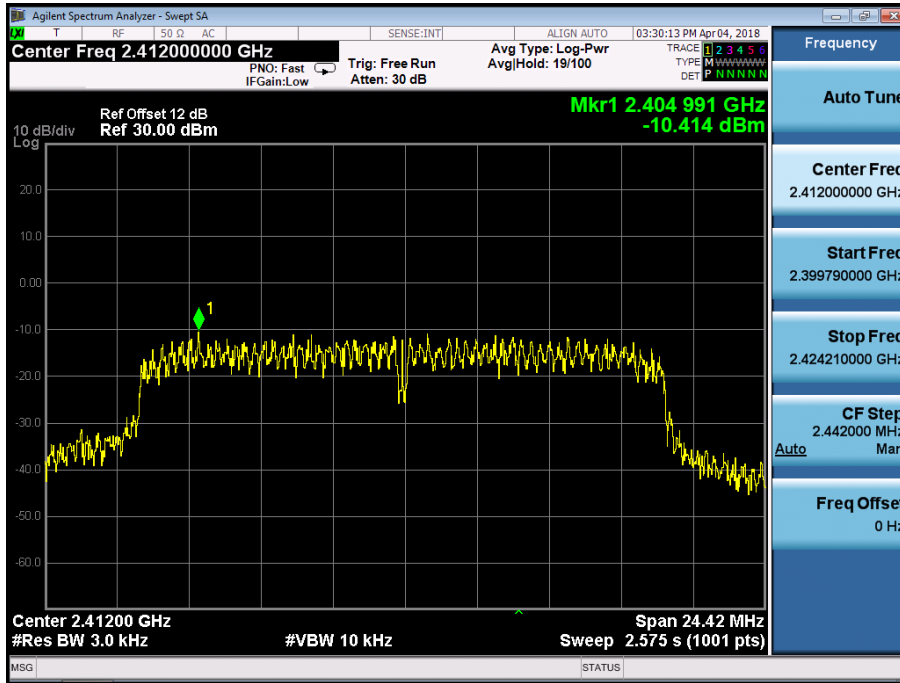 Agilent Spectrum Analyzer - Swept SA
LXI T RF 50 Ω AC SENSE:INT ALIGN AUTO 03:30:13 PM Apr 04, 2018
Center Freq 2.412000000 GHz
PNO: Fast
IFGain:Low
Trig: Free Run
Atten: 30 dB
Avg Type: Log-Pwr
Avg|Hold: 19/100
TRACE 1 2 3 4 5 6
TYPE M WWWWW
DET P N N N N N
Frequency
Mkr1 2.404 991 GHz
-10.414 dBm
Ref Offset 12 dB
10 dB/div Ref 30.00 dBm
Log
20.0
10.0
0.00
-10.0
-20.0
-30.0
-40.0
-50.0
-60.0
1
Center 2.41200 GHz Span 24.42 MHz
#Res BW 3.0 kHz #VBW 10 kHz Sweep 2.575 s (1001 pts)
Auto Tune
Center Freq
2.412000000 GHz
Start Freq
2.399790000 GHz
Stop Freq
2.424210000 GHz
CF Step
2.442000 MHz
Auto Man
Freq Offset
0 Hz
MSG STATUS